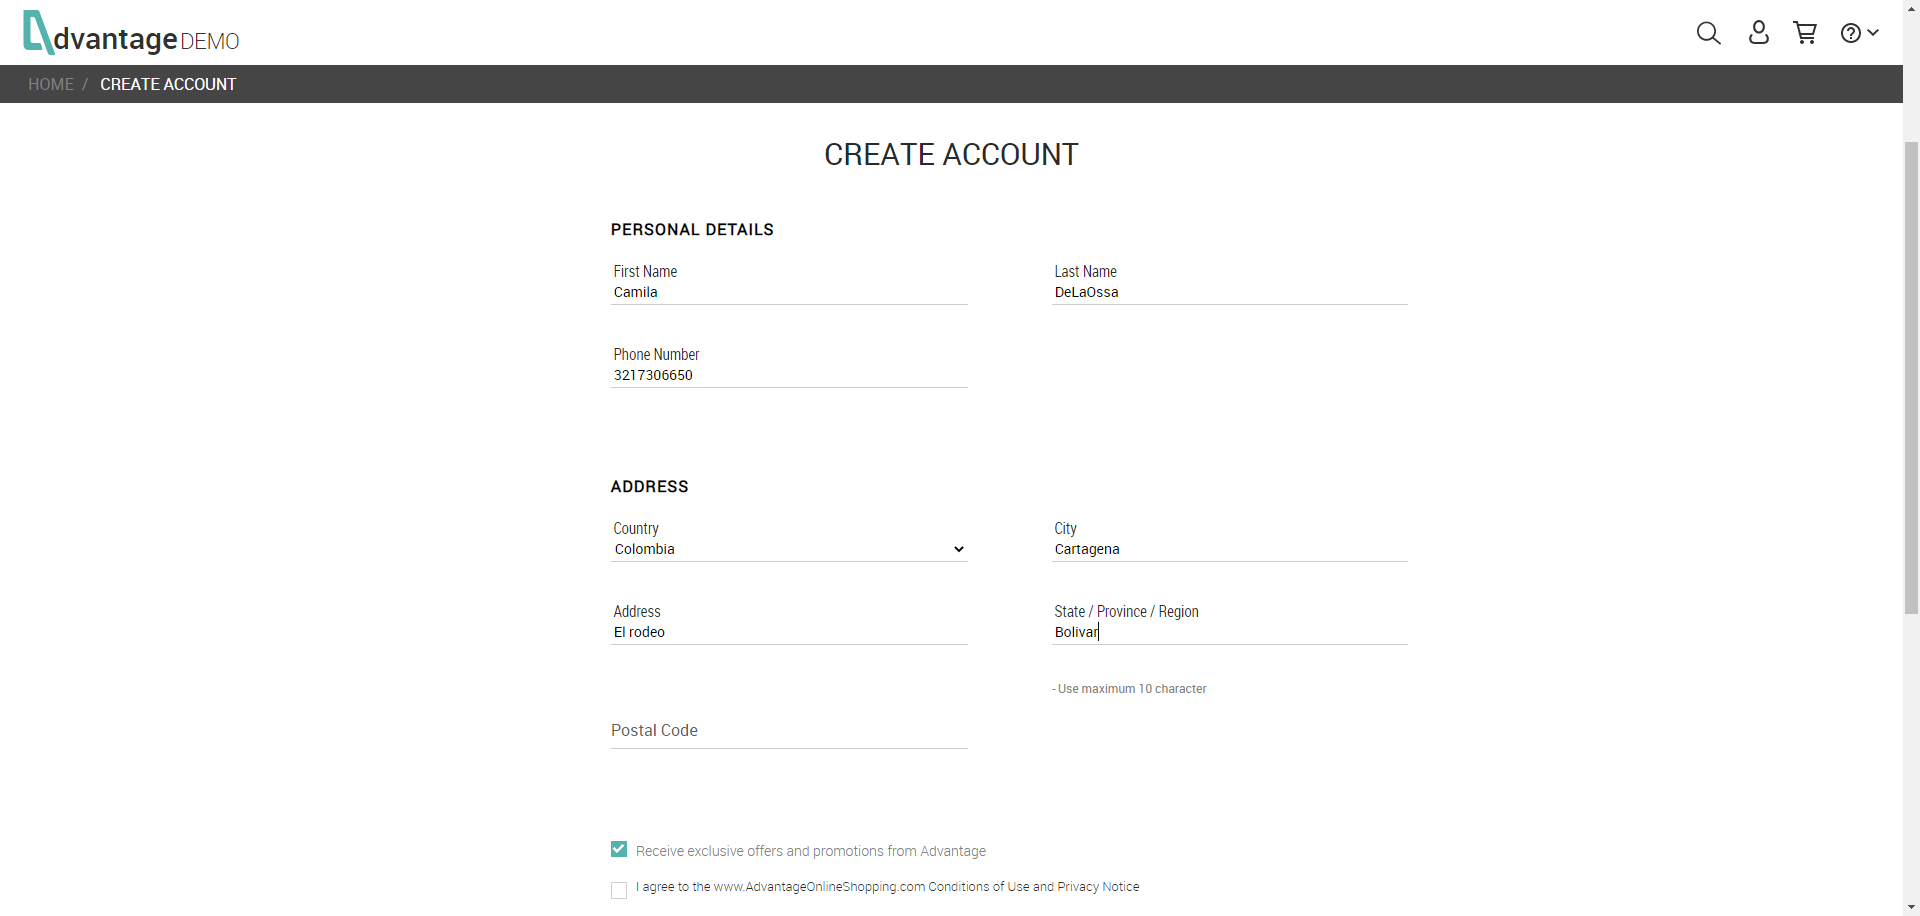 dvantage DEMO
HOME / CREATE ACCOUNT
CREATE ACCOUNT
PERSONAL DETAILS
First Name
Camila
Last Name
DeLaOssa
Phone Number
3217306650
ADDRESS
Country
Colombia
City
Cartagena
Address
El rodeo
State / Province / Region
Bolivar
- Use maximum 10 character
Postal Code
Receive exclusive offers and promotions from Advantage
I agree to the www.AdvantageOnlineShopping.com Conditions of Use and Privacy Notice